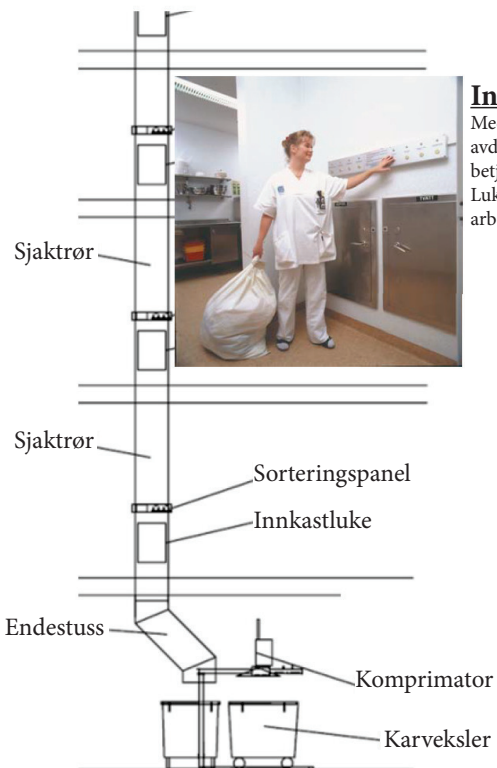 In
Me
avd
betj
Luk
arb
Sjaktrør
Sjaktrør
Sorteringspanel
Innkastluke
Endestuss
Komprimator
Karveksler